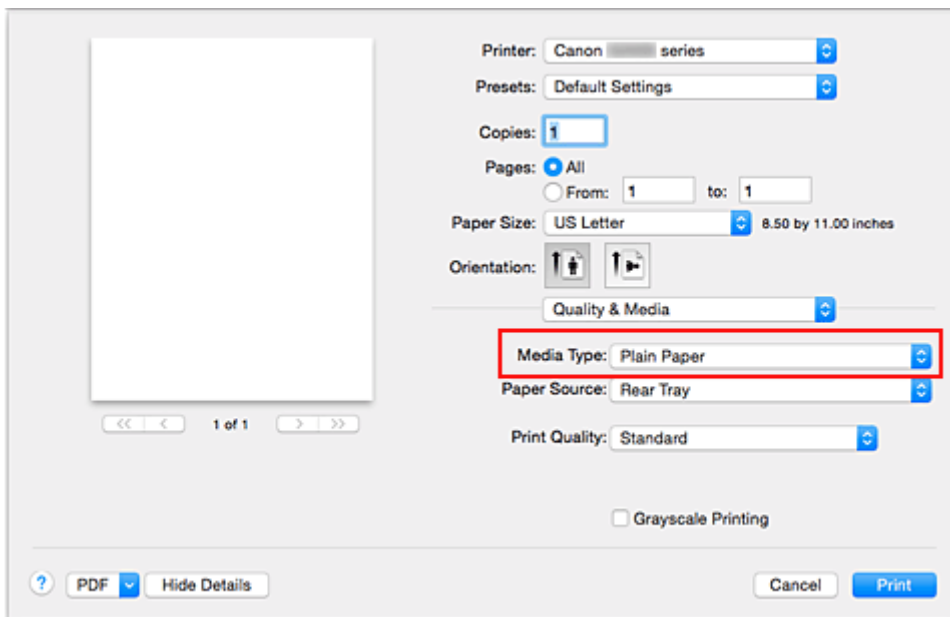 Printer: Canon series
Presets: Default Settings
Copies: 1
Pages: All
From: 1 to: 1
Paper Size: US Letter 8.50 by 11.00 inches
Orientation:
Quality & Media
Media Type: Plain Paper
Paper Source: Rear Tray
1 of 1
Print Quality: Standard
Grayscale Printing
? PDF Hide Details Cancel Print